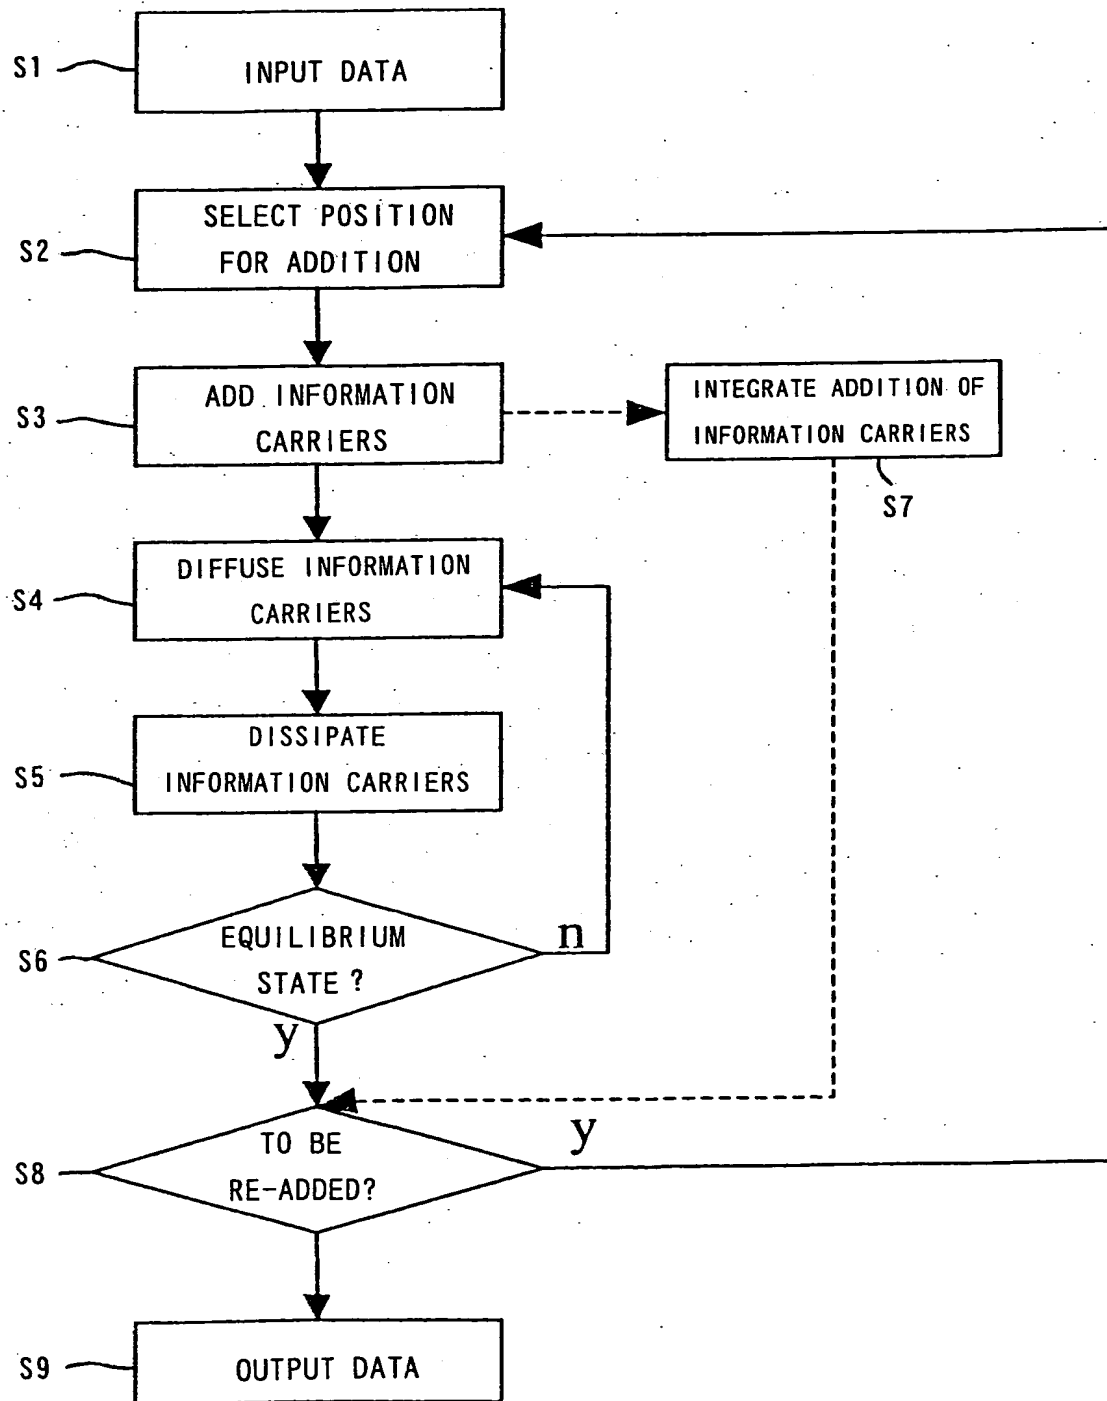 S1
INPUT DATA
S2
SELECT POSITION
FOR ADDITION
S3
ADD INFORMATION
CARRIERS
INTEGRATE ADDITION OF
INFORMATION CARRIERS
S7
S4
DIFFUSE INFORMATION
CARRIERS
S5
DISSIPATE
INFORMATION CARRIERS
S6
EQUILIBRIUM
STATE ?
n
y
S8
TO BE
RE-ADDED?
y
S9
OUTPUT DATA